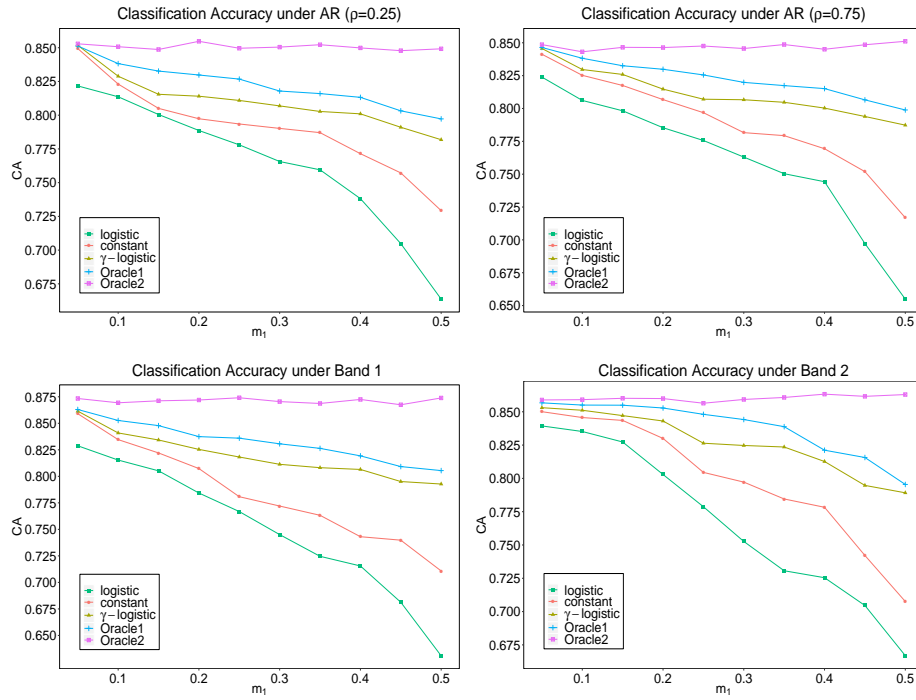 Classification Accuracy under AR (ρ=0.25)
0.850
0.825
0.800
0.775
0.750
0.725
0.700
0.675
CA
logistic
constant
γ−logistic
Oracle1
Oracle2
0.1 0.2 0.3 0.4 0.5
m1
Classification Accuracy under AR (ρ=0.75)
0.850
0.825
0.800
0.775
0.750
0.725
0.700
0.675
0.650
CA
logistic
constant
γ−logistic
Oracle1
Oracle2
0.1 0.2 0.3 0.4 0.5
m1
Classification Accuracy under Band 1
0.875
0.850
0.825
0.800
0.775
0.750
0.725
0.700
0.675
0.650
CA
logistic
constant
γ−logistic
Oracle1
Oracle2
0.1 0.2 0.3 0.4 0.5
m1
Classification Accuracy under Band 2
0.850
0.825
0.800
0.775
0.750
0.725
0.700
0.675
CA
logistic
constant
γ−logistic
Oracle1
Oracle2
0.1 0.2 0.3 0.4 0.5
m1